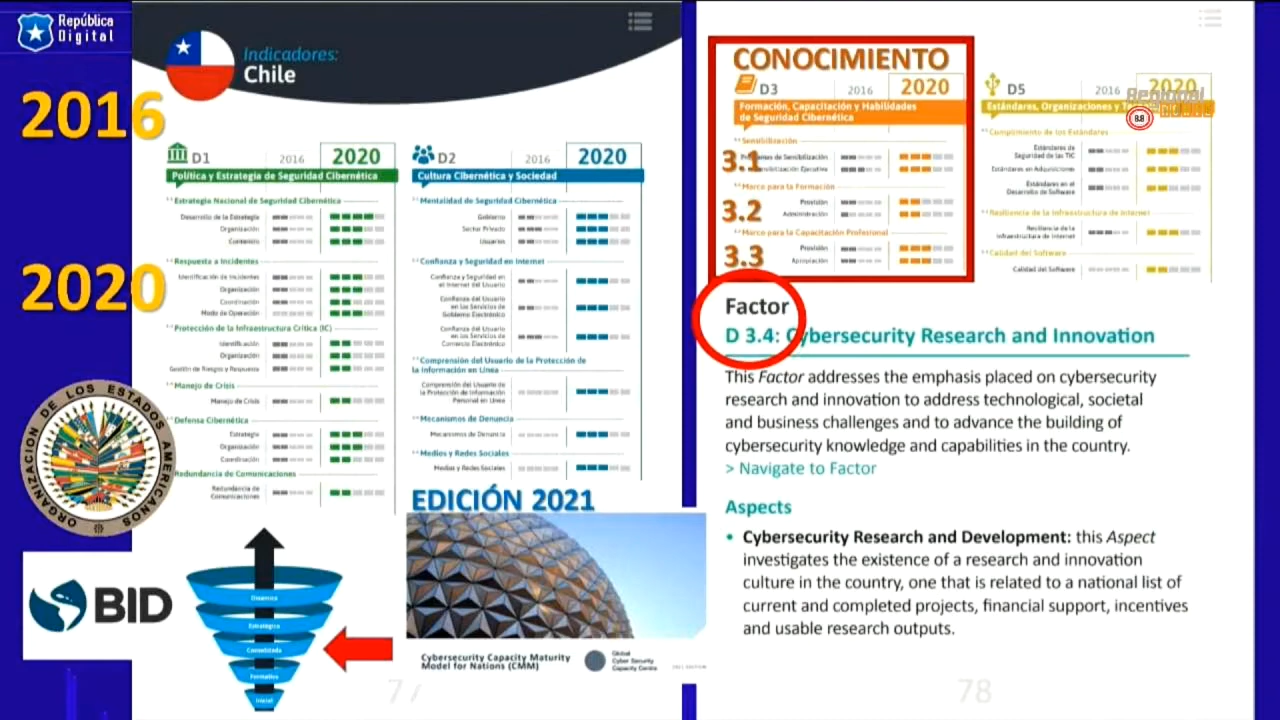 República
Digital
2016
2020
Indicadores:
Chile
D1 2016 2020
Política y Estrategia de Seguridad Cibernética
Estrategia Nacional de Seguridad Cibernética
Desarrollo de la Estrategia
Organización
Contenido
Respuesta a Incidentes
Identificación de Incidentes
Organización
Coordinación
Modo de Operación
Protección de la Infraestructura Crítica (IC)
Identificación
Organización
Gestión de Riesgos y Respuesta
Manejo de Crisis
Manejo de Crisis
Defensa Cibernética
Estrategia
Organización
Coordinación
Redundancia de Comunicaciones
Redundancia de
Comunicaciones
D2 2016 2020
Cultura Cibernética y Sociedad
Mentalidad de Seguridad Cibernética
Gobierno
Sector Privado
Usuarios
Confianza y Seguridad en Internet
Confianza y Seguridad en
el Internet del Usuario
Confianza del Usuario
en los Servicios de
Gobierno Electrónico
Confianza del Usuario
en los Servicios de
Comercio Electrónico
Comprensión del Usuario de la Protección de
la Información en Línea
Comprensión del Usuario de
la Protección de Información
Personal en Línea
Mecanismos de Denuncia
Mecanismos de Denuncia
Medios y Redes Sociales
Medios y Redes Sociales
EDICIÓN 2021
Cybersecurity Capacity Maturity
Model for Nations (CMM)
Global
Cyber Security
Capacity Centre
BID
Dinámica
Estratégica
Consolidada
Formativa
Inicial
CONOCIMIENTO
D3 2016 2020
Formación, Capacitación y Habilidades
de Seguridad Cibernética
Sensibilización
3.1
de Sensibilización
Sensibilización Ejecutiva
Marco para la Formación
3.2
Provisión
Administración
Marco para la Capacitación Profesional
3.3
Provisión
Apropiación
D5 2016 2020
Estándares, Organizaciones y
8.8
Cumplimiento de los Estándares
Estándares de
Seguridad de las TIC
Estándares en Adquisiciones
Estándares en el
Desarrollo de Software
Resiliencia de la Infraestructura de Internet
Resiliencia de la
Infraestructura de Internet
Calidad del Software
Calidad del Software
Factor
D 3.4: Cybersecurity Research and Innovation
This Factor addresses the emphasis placed on cybersecurity
research and innovation to address technological, societal
and business challenges and to advance the building of
cybersecurity knowledge and capabilities in the country.
> Navigate to Factor
Aspects
• Cybersecurity Research and Development: this Aspect
investigates the existence of a research and innovation
culture in the country, one that is related to a national list of
current and completed projects, financial support, incentives
and usable research outputs.
78